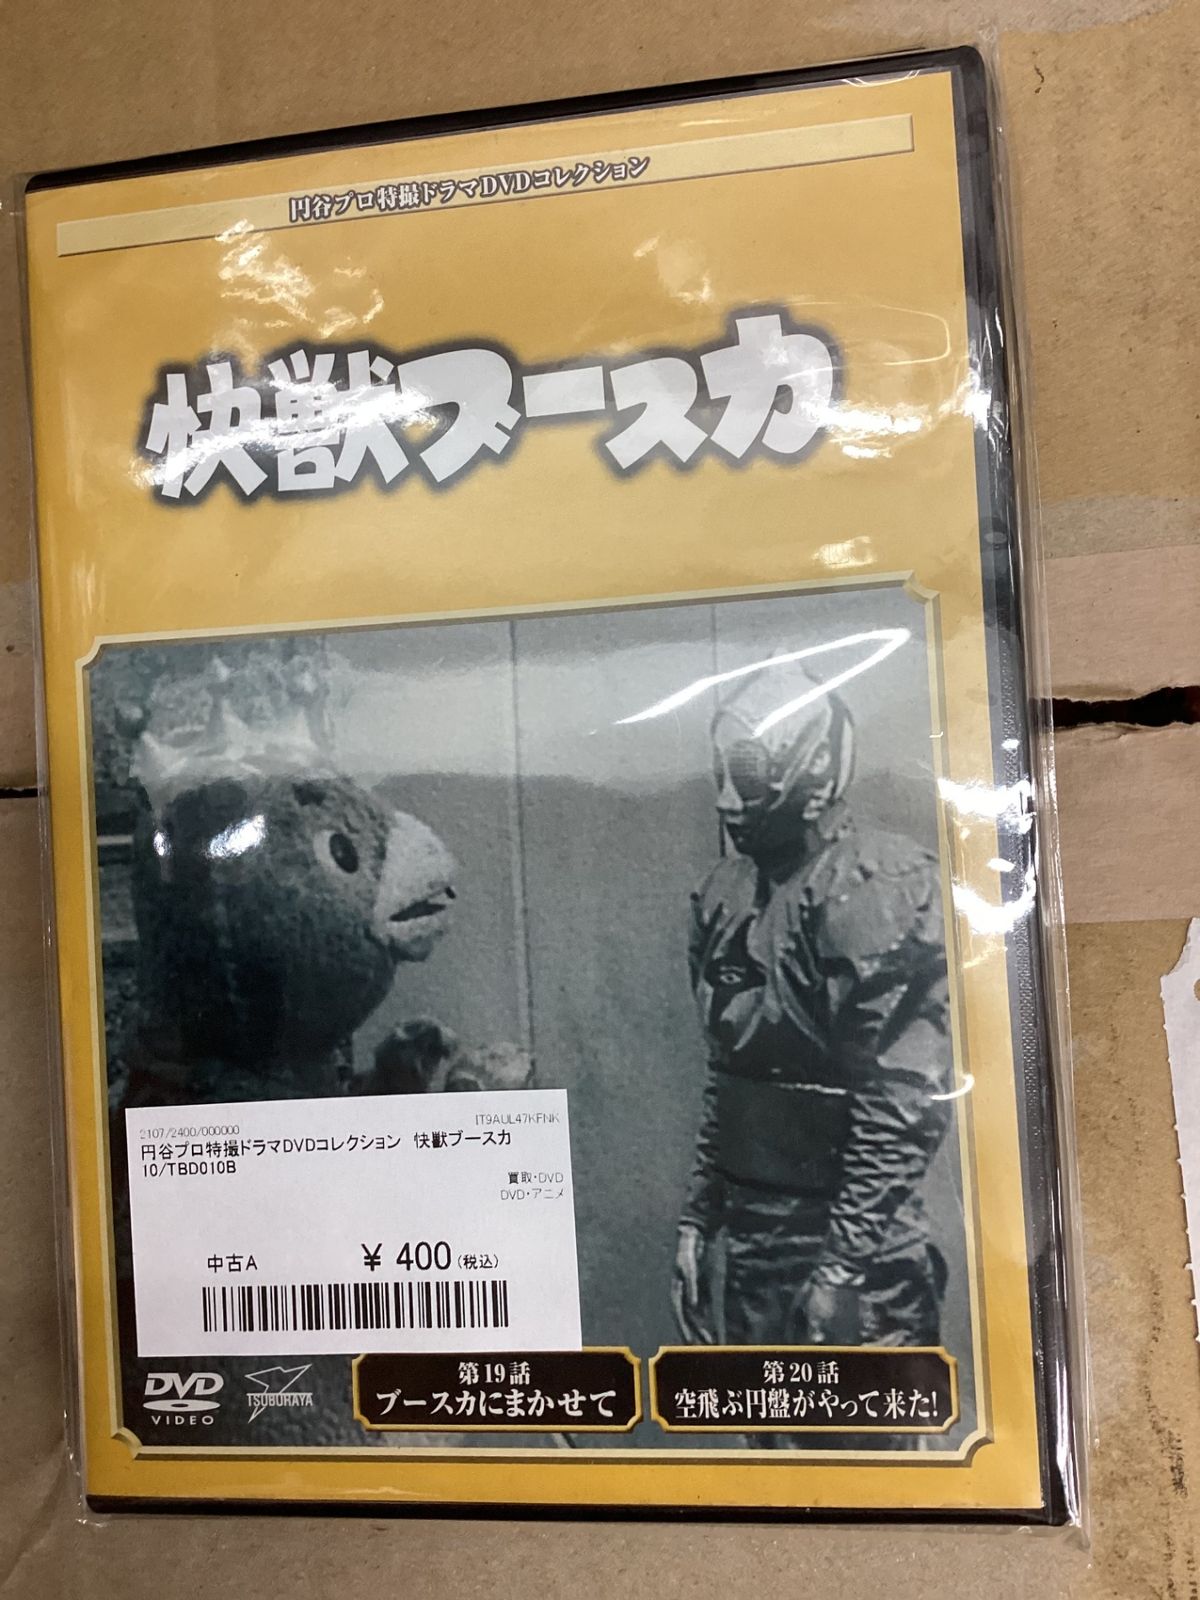 円谷プロ特撮ドラマDVDコレクション
快獣ブースカ
2107/2400/000000
IT9AUL47KFNK
円谷プロ特撮ドラマDVDコレクション 快獣ブースカ
10/TBD010B
買取・DVD
DVD・アニメ
中古A ¥ 400(税込)
DVD
VIDEO
TSUBURAYA
第19話
ブースカにまかせて
第20話
空飛ぶ円盤がやって来た!